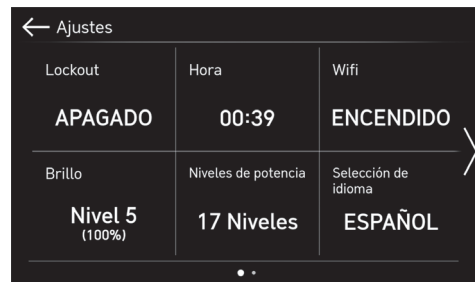 Ajustes
Lockout
Hora
Wifi
APAGADO
00:39
ENCENDIDO
Brillo
Niveles de potencia
Selección de
idioma
Nivel 5
(100%)
17 Niveles
ESPAÑOL